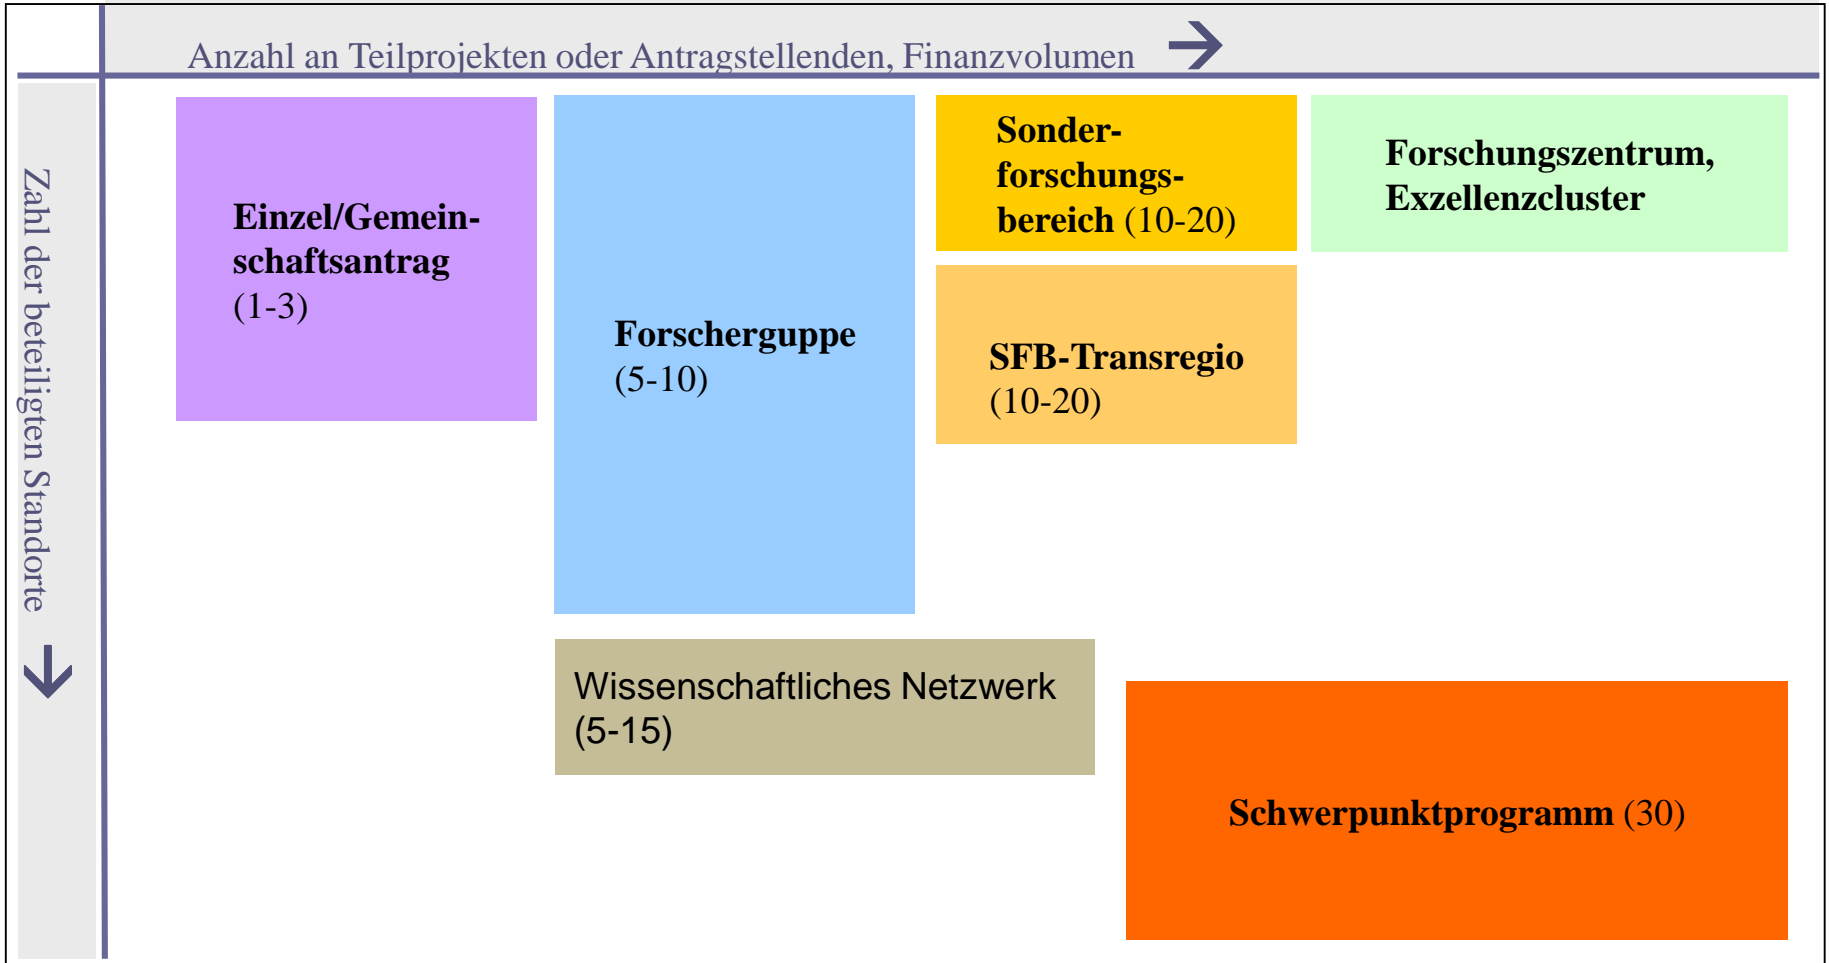 Anzahl an Teilprojekten oder Antragstellenden, Finanzvolumen →
Zahl der beteiligten Standorte →
Einzel/Gemein-
schaftsantrag
(1-3)
Forscherguppe
(5-10)
Sonder-
forschungs-
bereich (10-20)
SFB-Transregio
(10-20)
Forschungszentrum,
Exzellenzcluster
Wissenschaftliches Netzwerk
(5-15)
Schwerpunktprogramm (30)